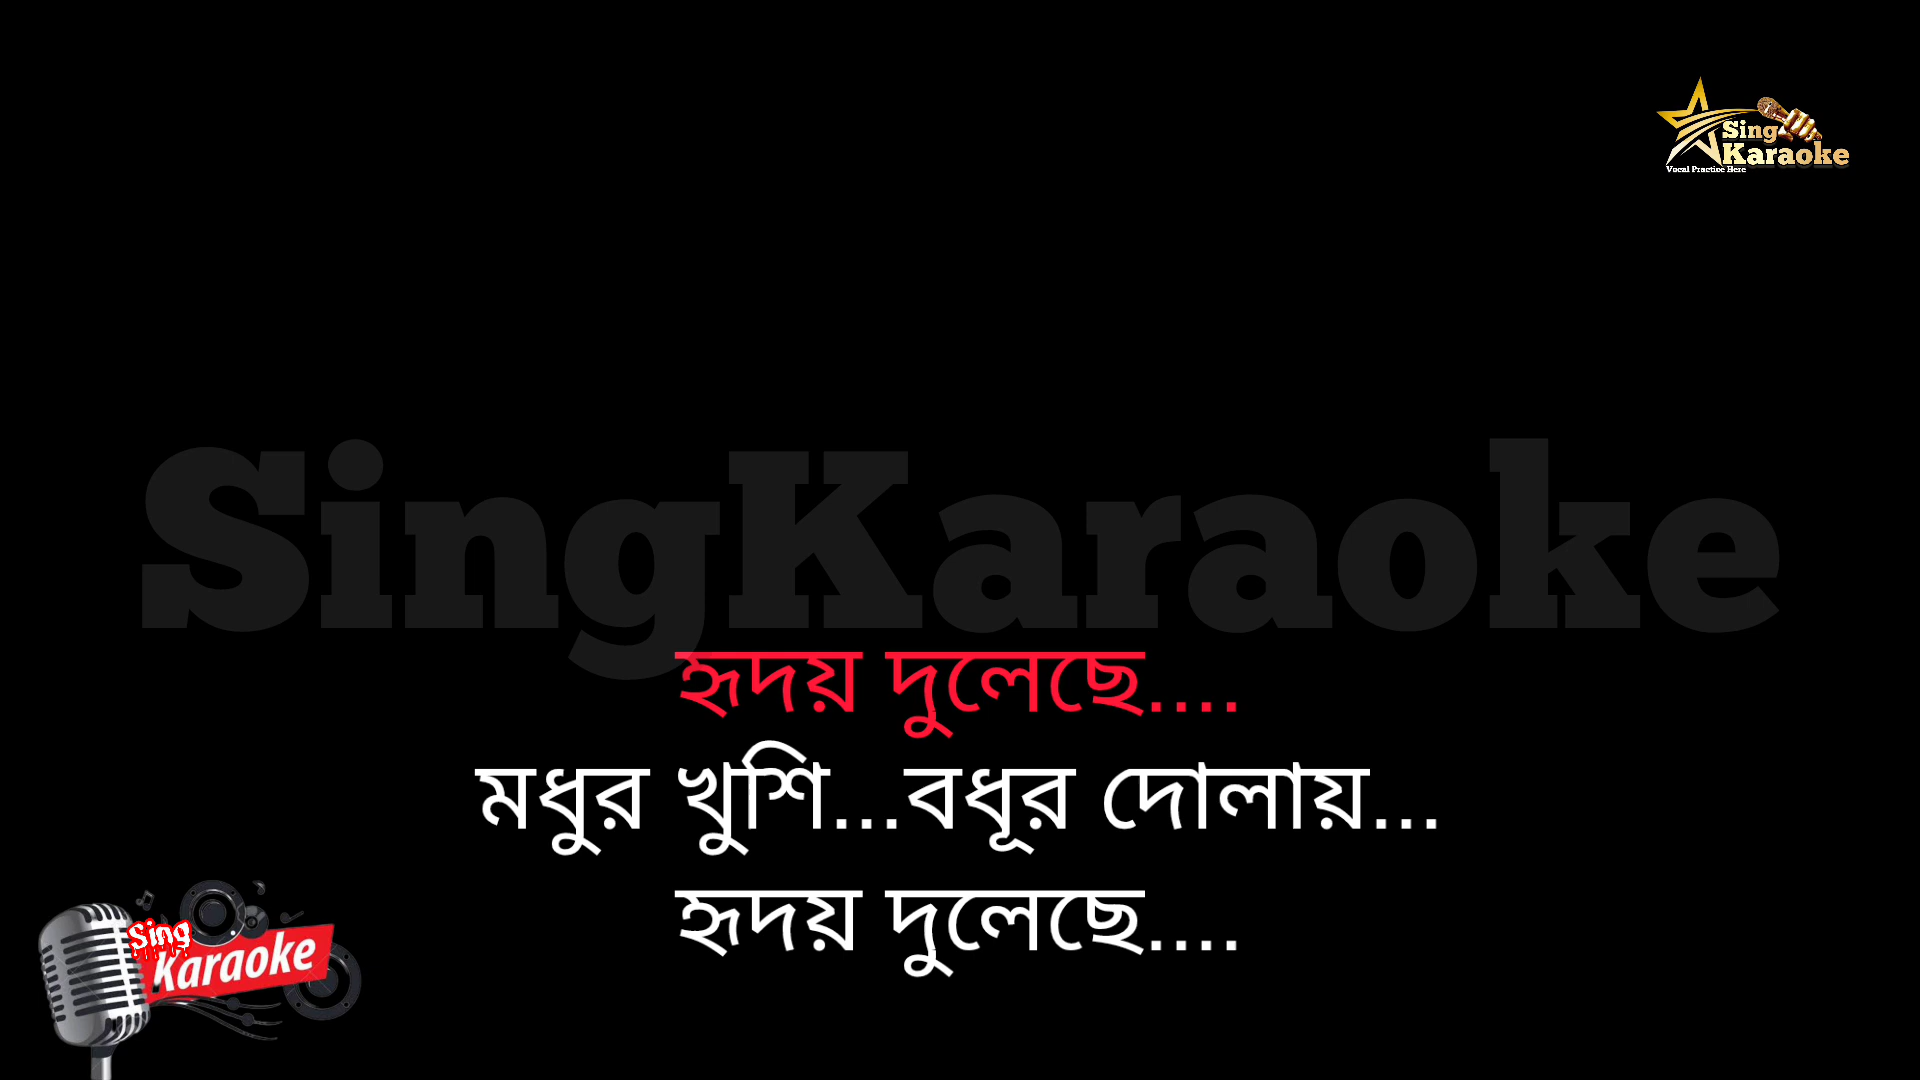 Sing
Karaoke
Vocal Practice Here
SingKaraoke
হৃদয় দুলেছে....
মধুর খুশি...বধূর দোলায়...
হৃদয় দুলেছে....
Sing
Karaoke